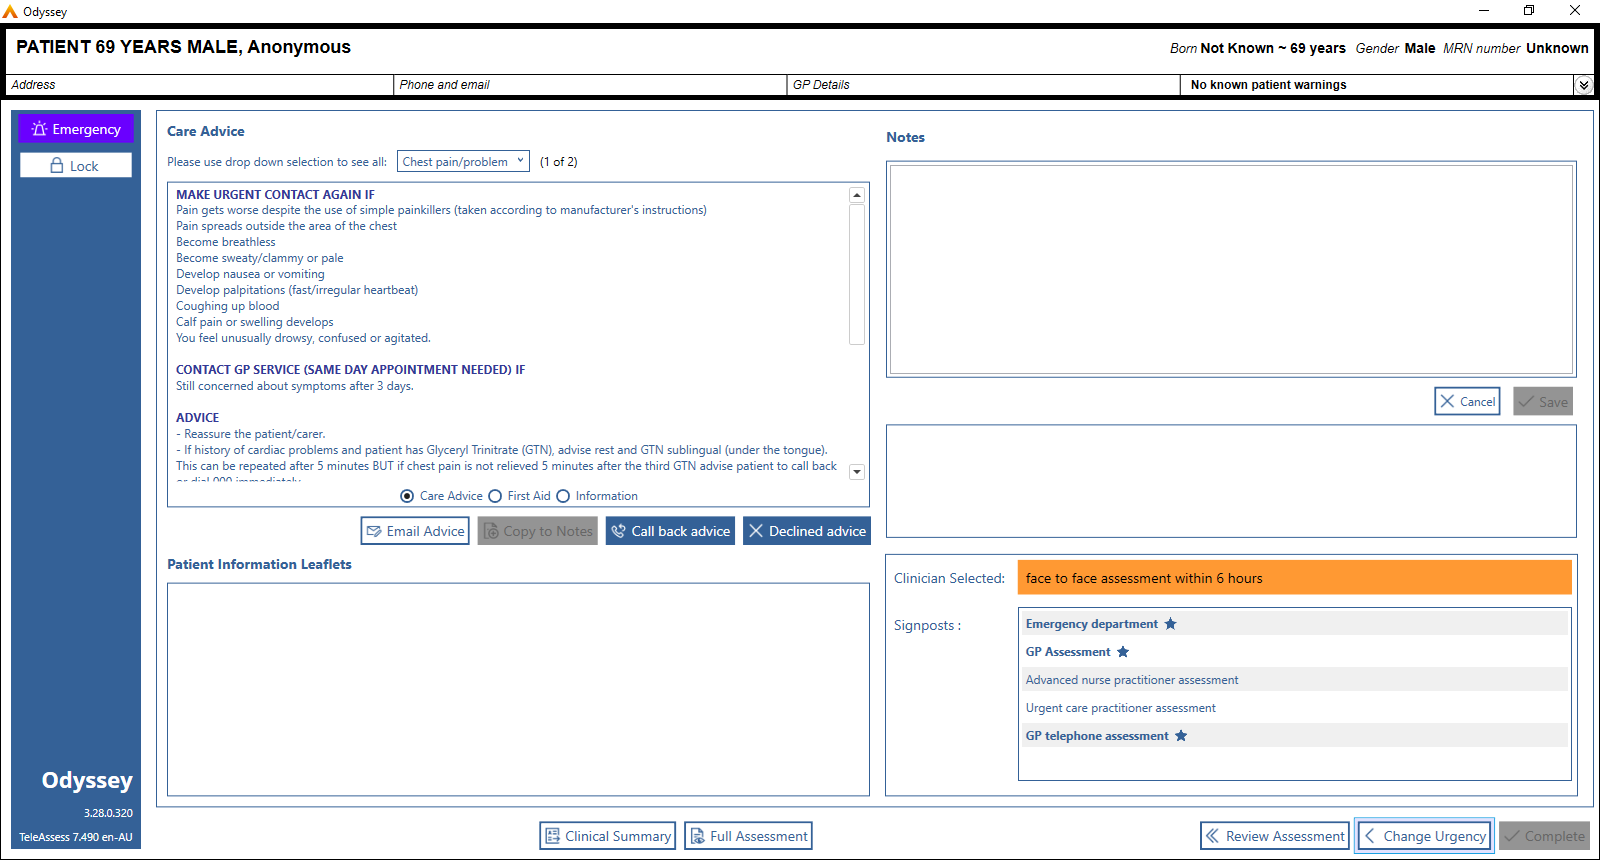 Odyssey
PATIENT 69 YEARS MALE, Anonymous
Born Not Known ~ 69 years Gender Male MRN number Unknown
Address
Phone and email
GP Details
No known patient warnings
Emergency
Lock
Care Advice
Please use drop down selection to see all: Chest pain/problem (1 of 2)
MAKE URGENT CONTACT AGAIN IF
Pain gets worse despite the use of simple painkillers (taken according to manufacturer's instructions)
Pain spreads outside the area of the chest
Become breathless
Become sweaty/clammy or pale
Develop nausea or vomiting
Develop palpitations (fast/irregular heartbeat)
Coughing up blood
Calf pain or swelling develops
You feel unusually drowsy, confused or agitated.
CONTACT GP SERVICE (SAME DAY APPOINTMENT NEEDED) IF
Still concerned about symptoms after 3 days.
ADVICE
- Reassure the patient/carer.
- If history of cardiac problems and patient has Glyceryl Trinitrate (GTN), advise rest and GTN sublingual (under the tongue).
This can be repeated after 5 minutes BUT if chest pain is not relieved 5 minutes after the third GTN advise patient to call back
or dial 000 immediately
Care Advice First Aid Information
Email Advice Copy to Notes Call back advice Declined advice
Patient Information Leaflets
Notes
Cancel Save
Clinician Selected: face to face assessment within 6 hours
Signposts :
Emergency department
GP Assessment
Advanced nurse practitioner assessment
Urgent care practitioner assessment
GP telephone assessment
Odyssey
3.28.0.320
TeleAssess 7.490 en-AU
Clinical Summary Full Assessment
Review Assessment Change Urgency Complete